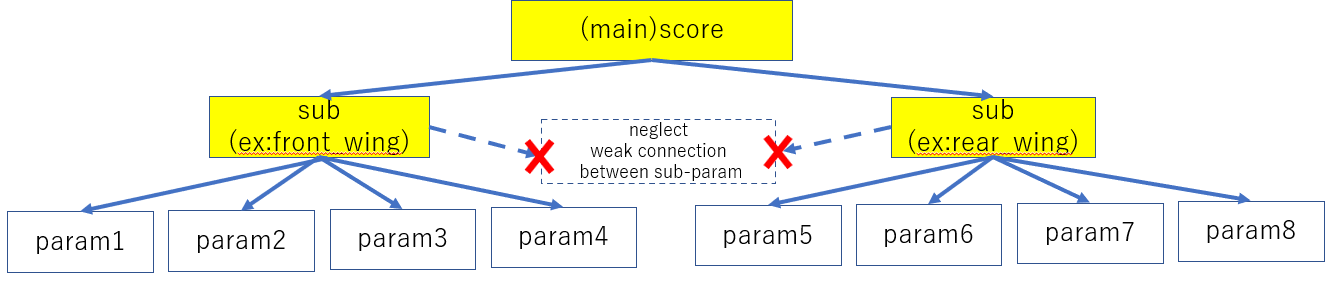 (main)score
sub
(ex:front_wing)
sub
(ex:rear_wing)
neglect
weak connection
between sub-param
param1
param2
param3
param4
param5
param6
param7
param8